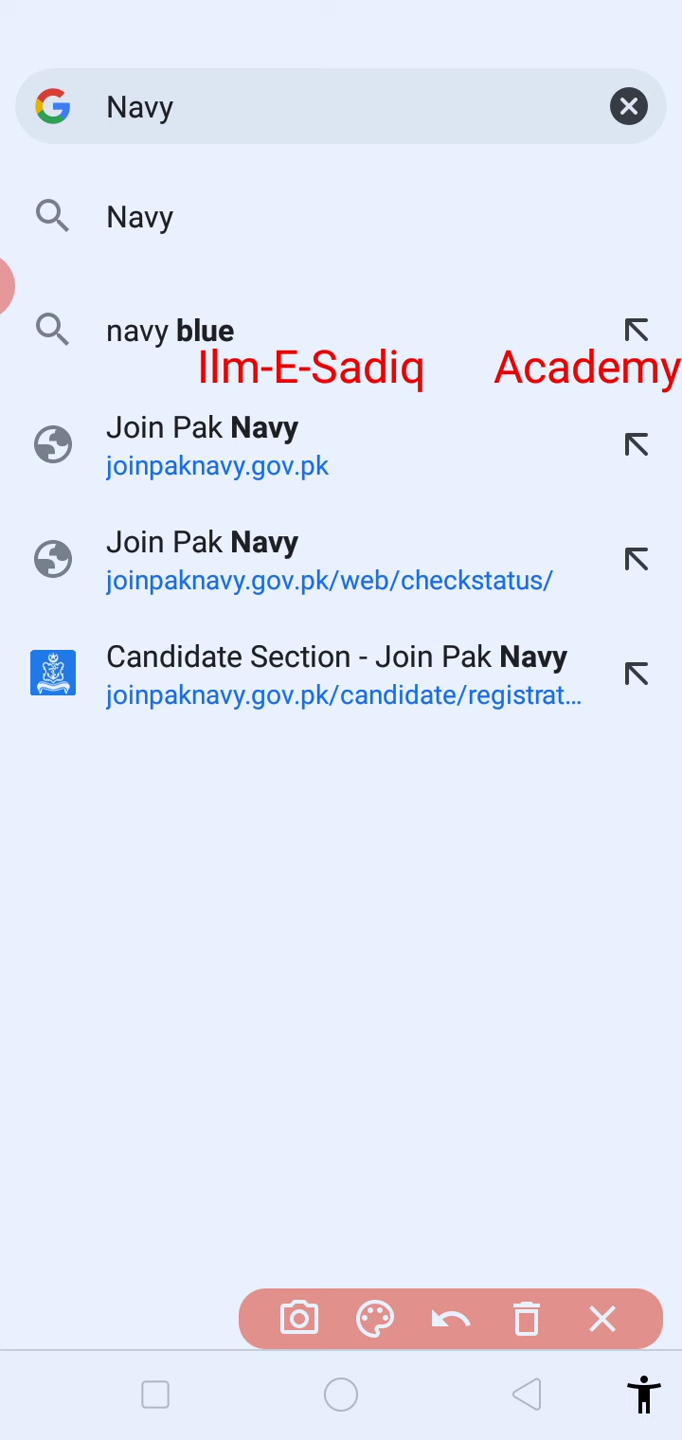 Navy
Navy
navy blue
Ilm-E-Sadiq Academy
Join Pak Navy
joinpaknavy.gov.pk
Join Pak Navy
joinpaknavy.gov.pk/web/checkstatus/
Candidate Section - Join Pak Navy
joinpaknavy.gov.pk/candidate/registrat...